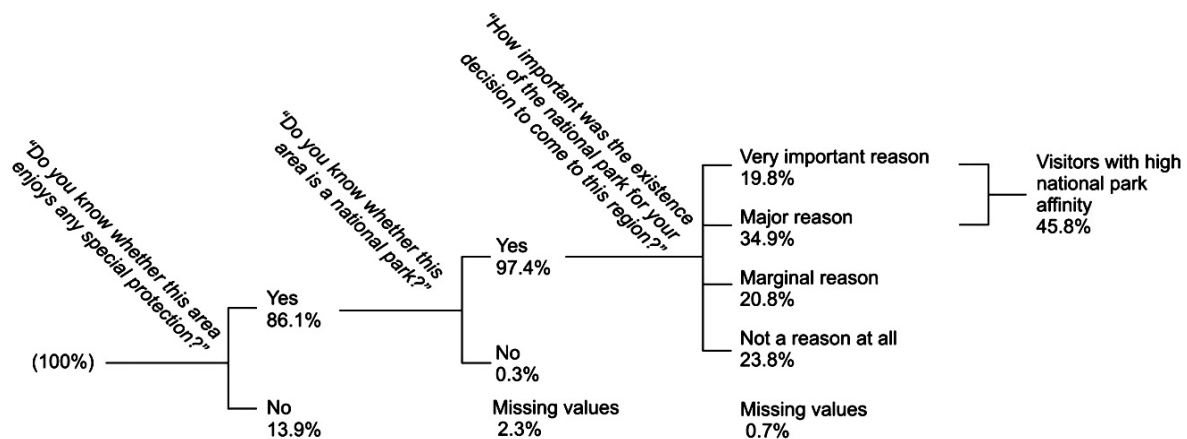 (100%)
“Do you know whether this area
enjoys any special protection?”
Yes
86.1%
No
13.9%
“Do you know whether this
area is a national park?”
Yes
97.4%
No
0.3%
Missing values
2.3%
“How important was the existence
of the national park for your
decision to come to this region?”
Very important reason
19.8%
Major reason
34.9%
Marginal reason
20.8%
Not a reason at all
23.8%
Missing values
0.7%
Visitors with high
national park
affinity
45.8%